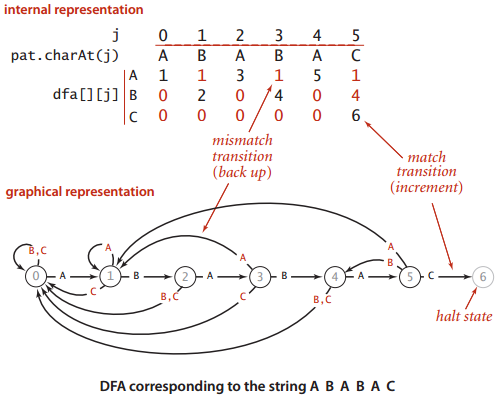 internal representation
j 0 1 2 3 4 5
pat.charAt(j) A B A B A C
A 1 1 3 1 5 1
dfa[][j] B 0 2 0 4 0 4
C 0 0 0 0 0 6
mismatch
transition
(back up)
match
transition
(increment)
graphical representation
B,C A A A
B
0 A 1 B 2 A 3 B 4 A 5 C 6
C B,C C B,C
halt state
DFA corresponding to the string A B A B A C